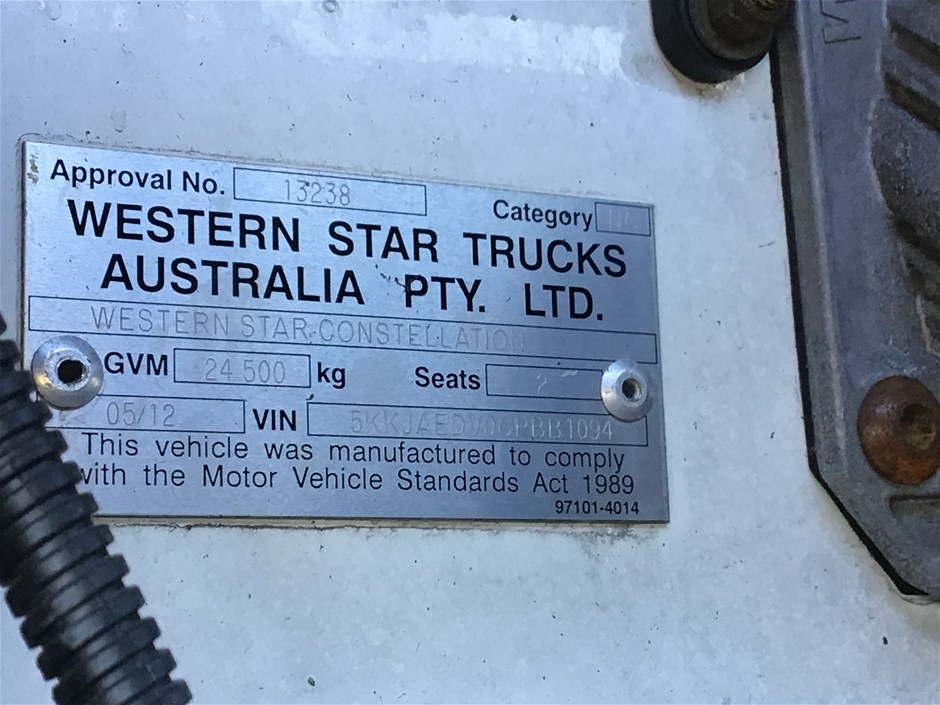 Approval No. 13238 Category
WESTERN STAR TRUCKS
AUSTRALIA PTY. LTD.
WESTERN STAR CONSTELLATION
GVM 24 500 kg Seats 2
05/12 VIN
This vehicle was manufactured to comply
with the Motor Vehicle Standards Act 1989
97101-4014